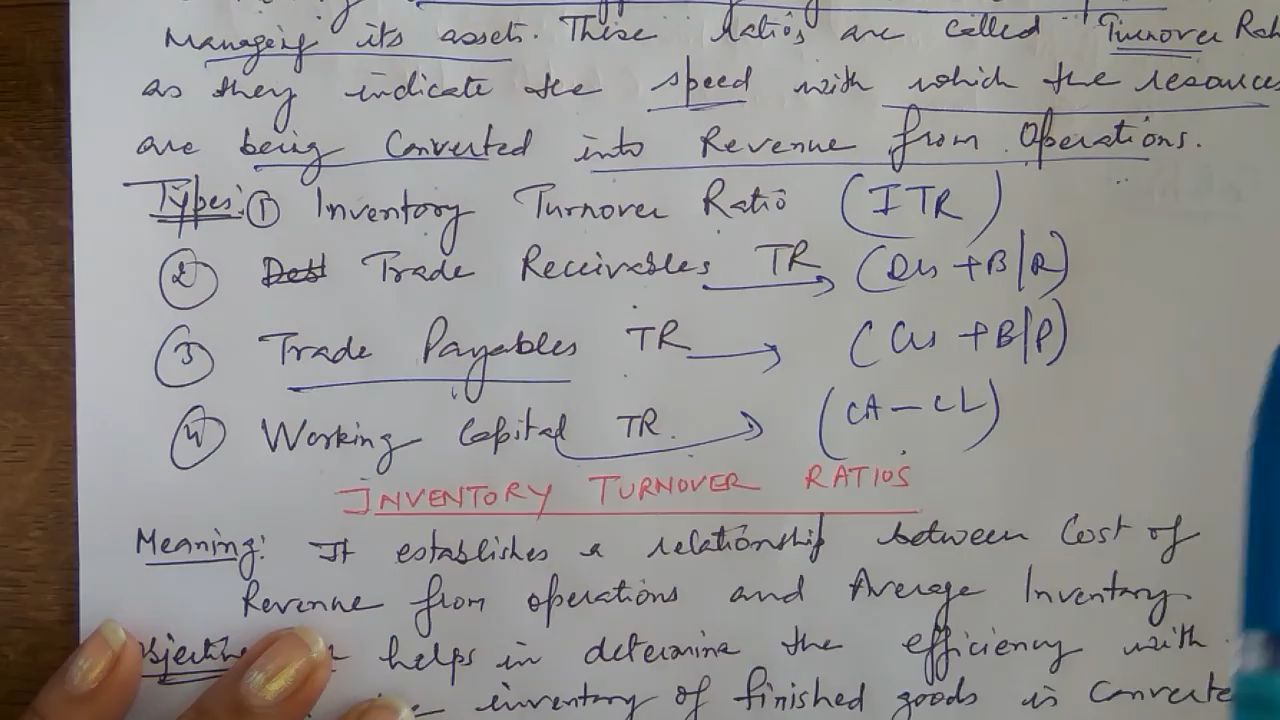 Managing its assets. These Ratios are called Turnover
as they indicate the speed with which the resources
are being Converted into Revenue from Operations.
Types: ① Inventory Turnover Ratio (ITR)
② Trade Receivables TR → (Drs + B/R)
③ Trade Payables TR → (Crs + B/P)
④ Working Capital TR. → (CA - CL)
INVENTORY TURNOVER RATIOS
Meaning: It establishes a relationship between Cost of
Revenue from operations and Average Inventory.
helps in determine the efficiency with
inventory of finished goods is Converte